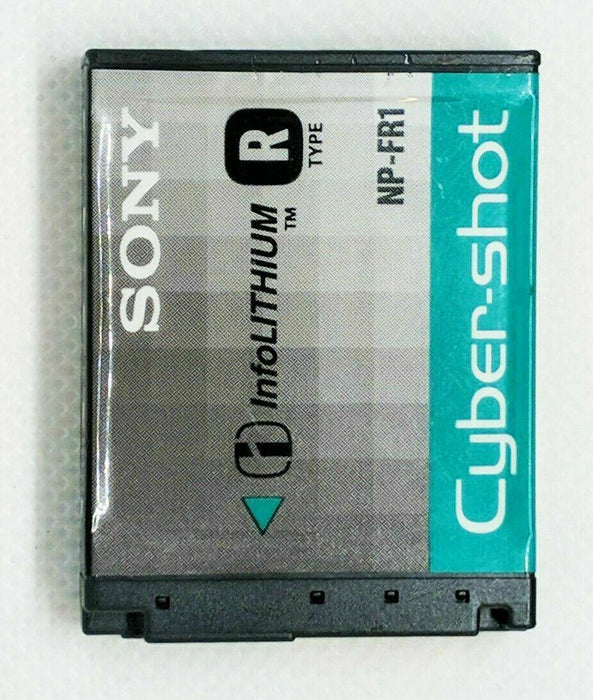 SONY
InfoLITHIUM™
R
TYPE
NP-FR1
Cyber-shot